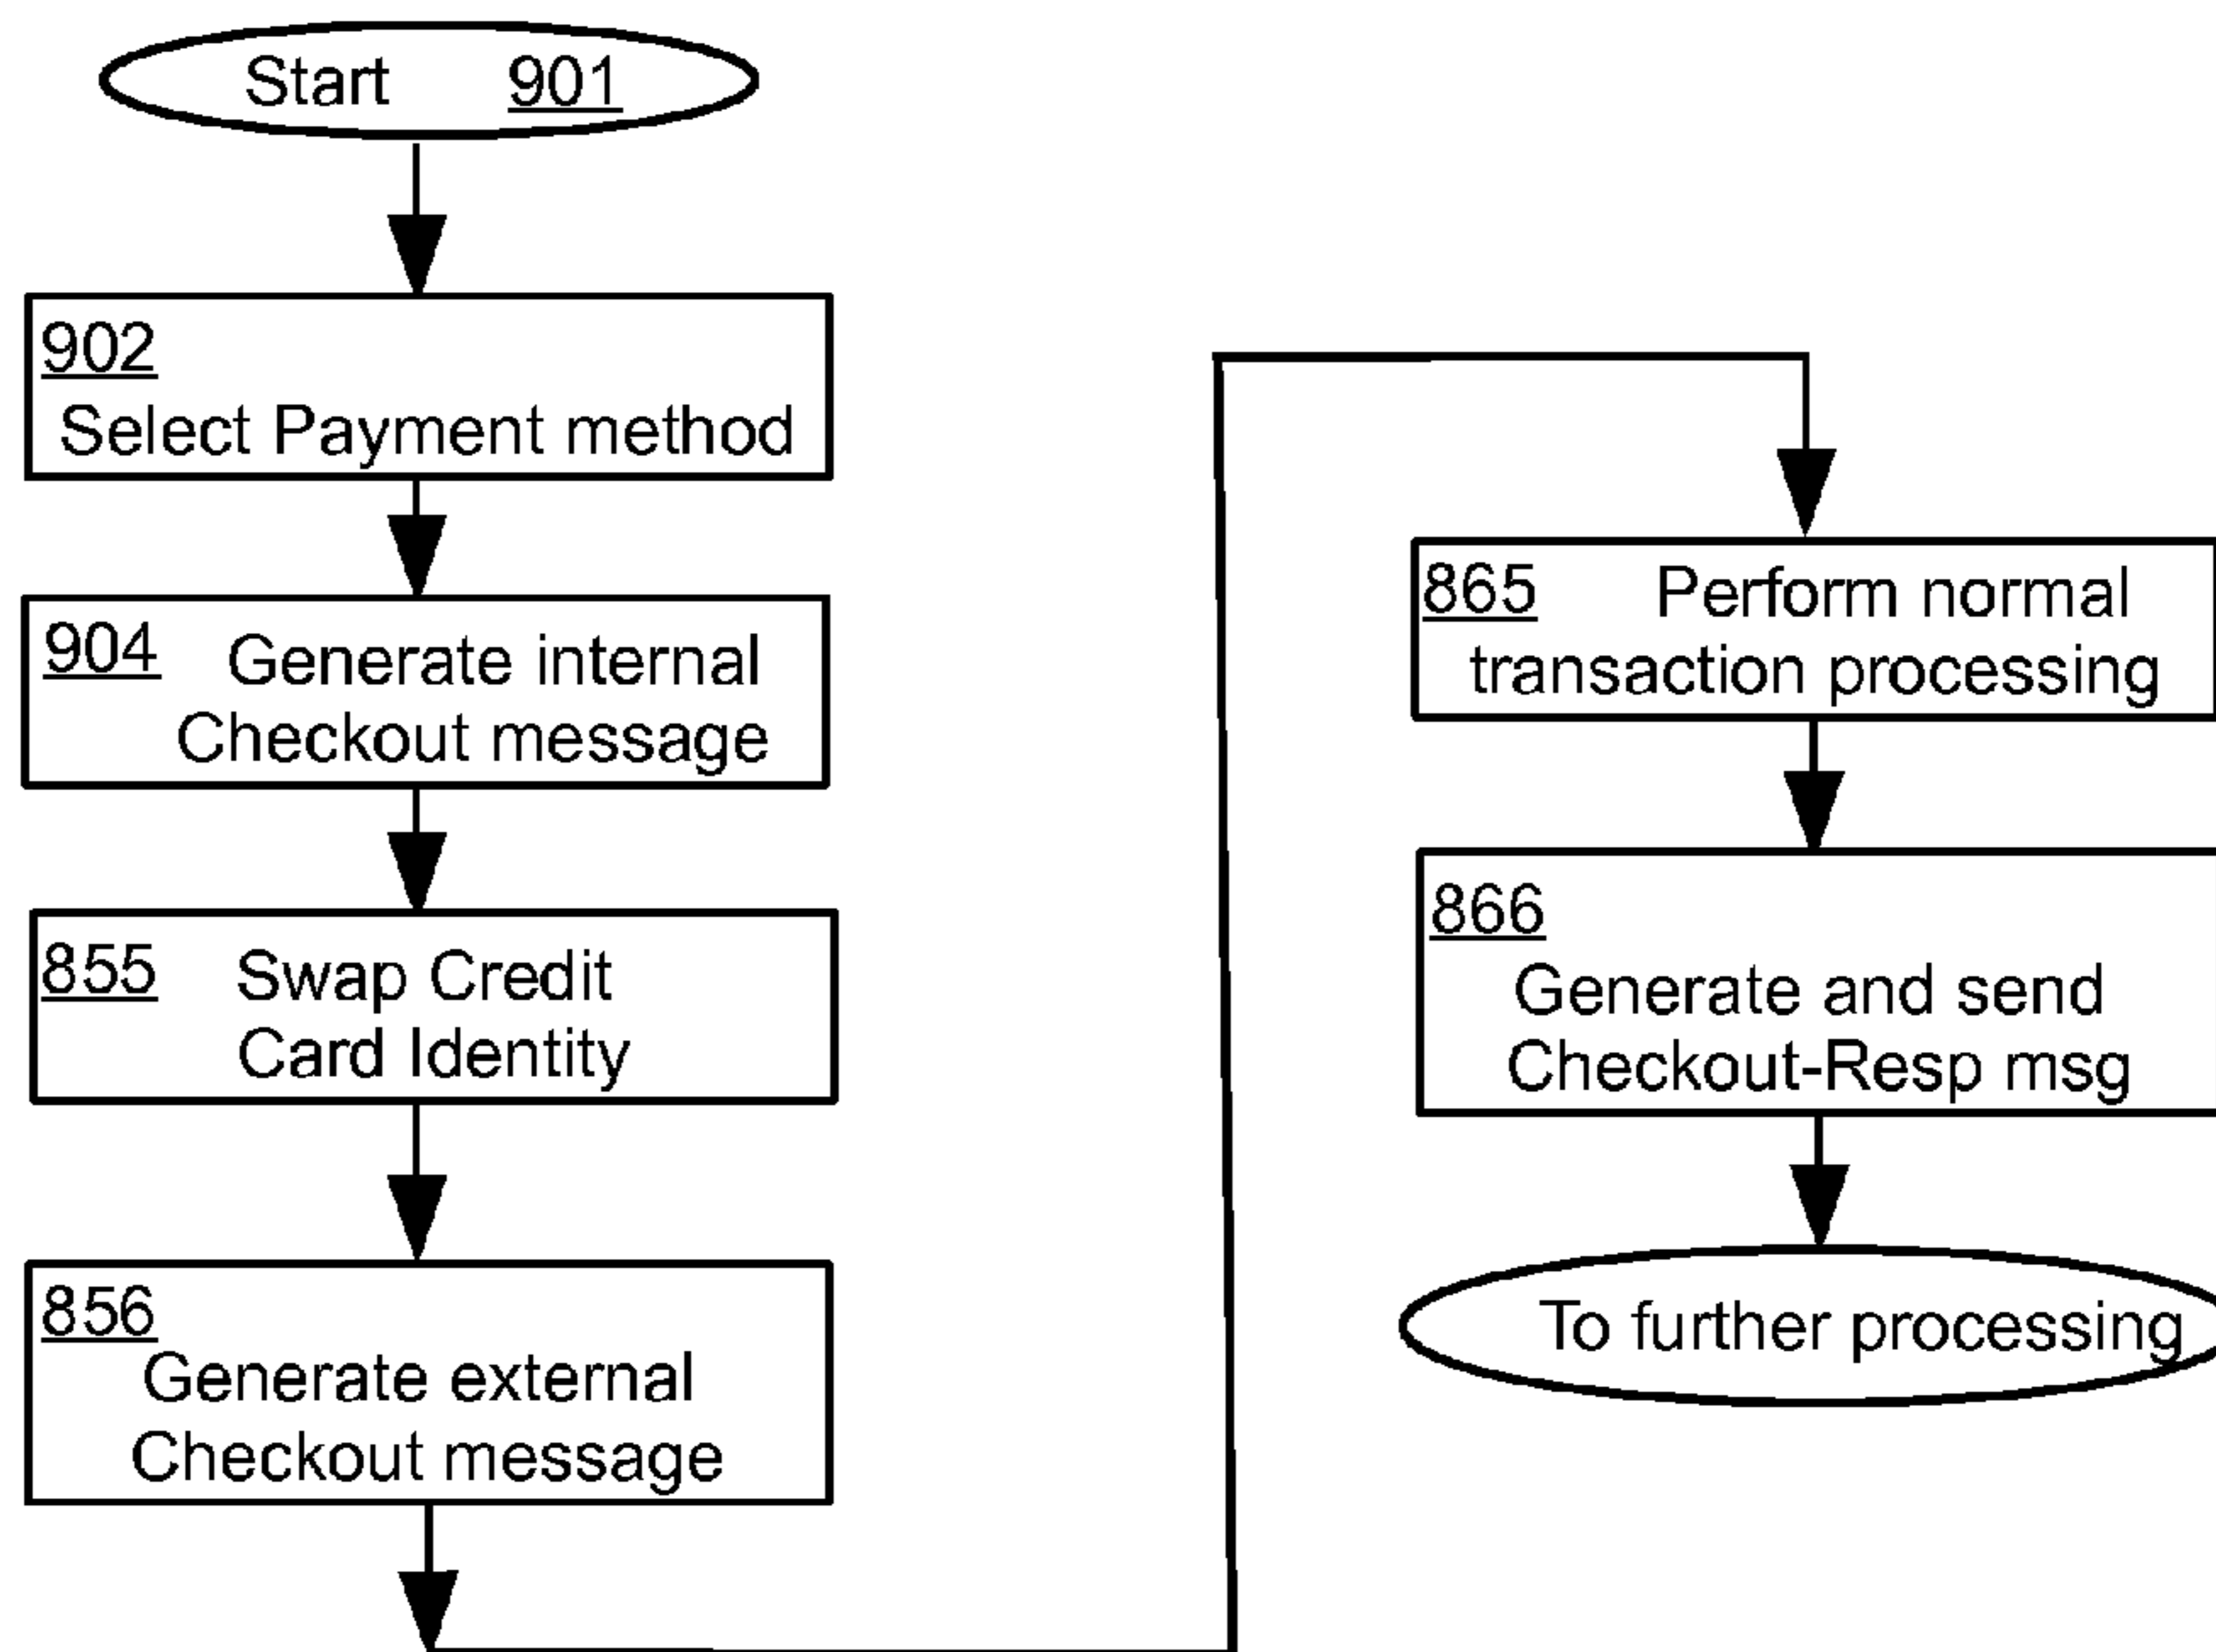 Start 901
902
Select Payment method
904 Generate internal
Checkout message
855 Swap Credit
Card Identity
856
Generate external
Checkout message
865 Perform normal
transaction processing
866
Generate and send
Checkout-Resp msg
To further processing